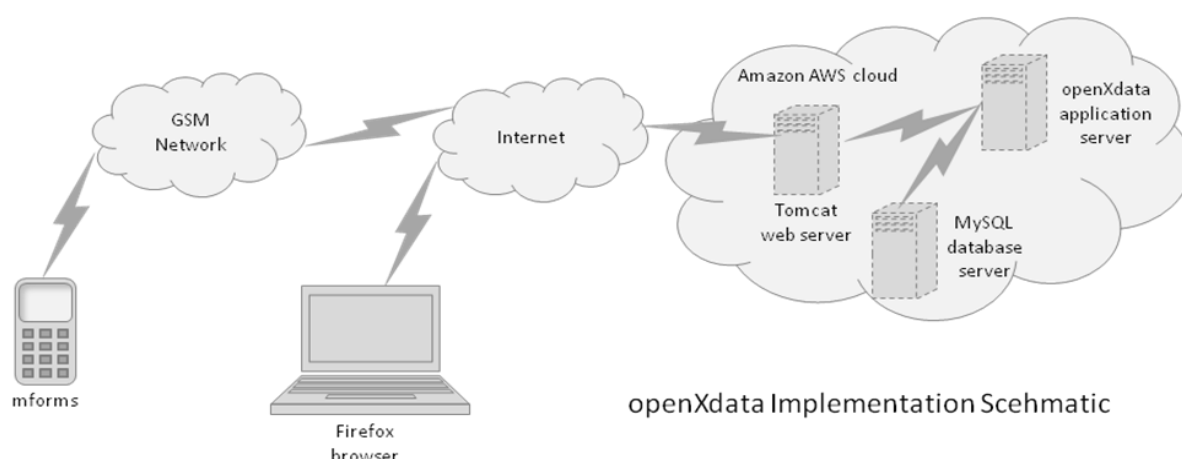 GSM
Network
Internet
Amazon AWS cloud
openXdata
application
server
Tomcat
web server
MySQL
database
server
mforms
Firefox
browser
openXdata Implementation Scehmatic